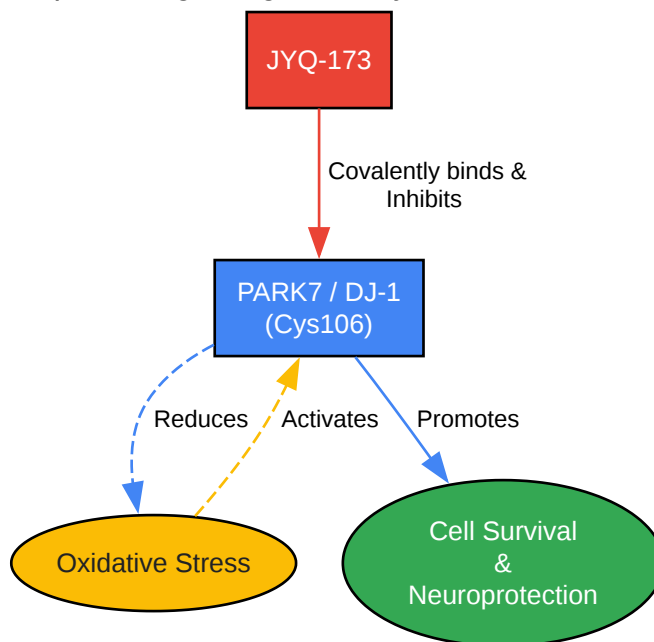 JYQ-173
Covalently binds &
Inhibits
PARK7 / DJ-1
(Cys106)
Reduces
Activates
Promotes
Oxidative Stress
Cell Survival
&
Neuroprotection